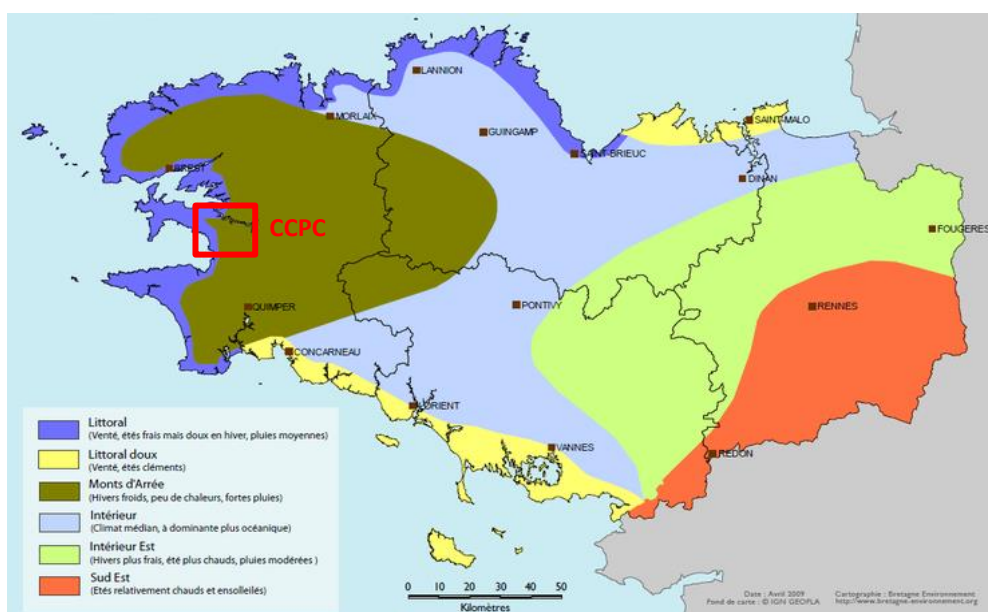 LANNION
MORLAIX
GUINGAMP
SAINT-MALO
SAINT-BRIEUC
BREST
DINAN
CCPC
FOUGERES
QUIMPER
PONTIVY
RENNES
CONCARNEAU
LORIENT
VANNES
REDON
Littoral
(Venté, étés frais mais doux en hiver, pluies moyennes)
Littoral doux
(Venté, étés cléments)
Monts d'Arrée
(Hivers froids, peu de chaleurs, fortes pluies)
Intérieur
(Climat médian, à dominante plus océanique)
Intérieur Est
(Hivers plus frais, été plus chauds, pluies modérées )
Sud Est
(Etés relativement chauds et ensolleilés)
0 10 20 30 40 50
Kilomètres
Date : Avril 2009 Cartographie : Bretagne Environnement
Fond de carte : © IGN GEOFLA http://www.bretagne-environnement.org